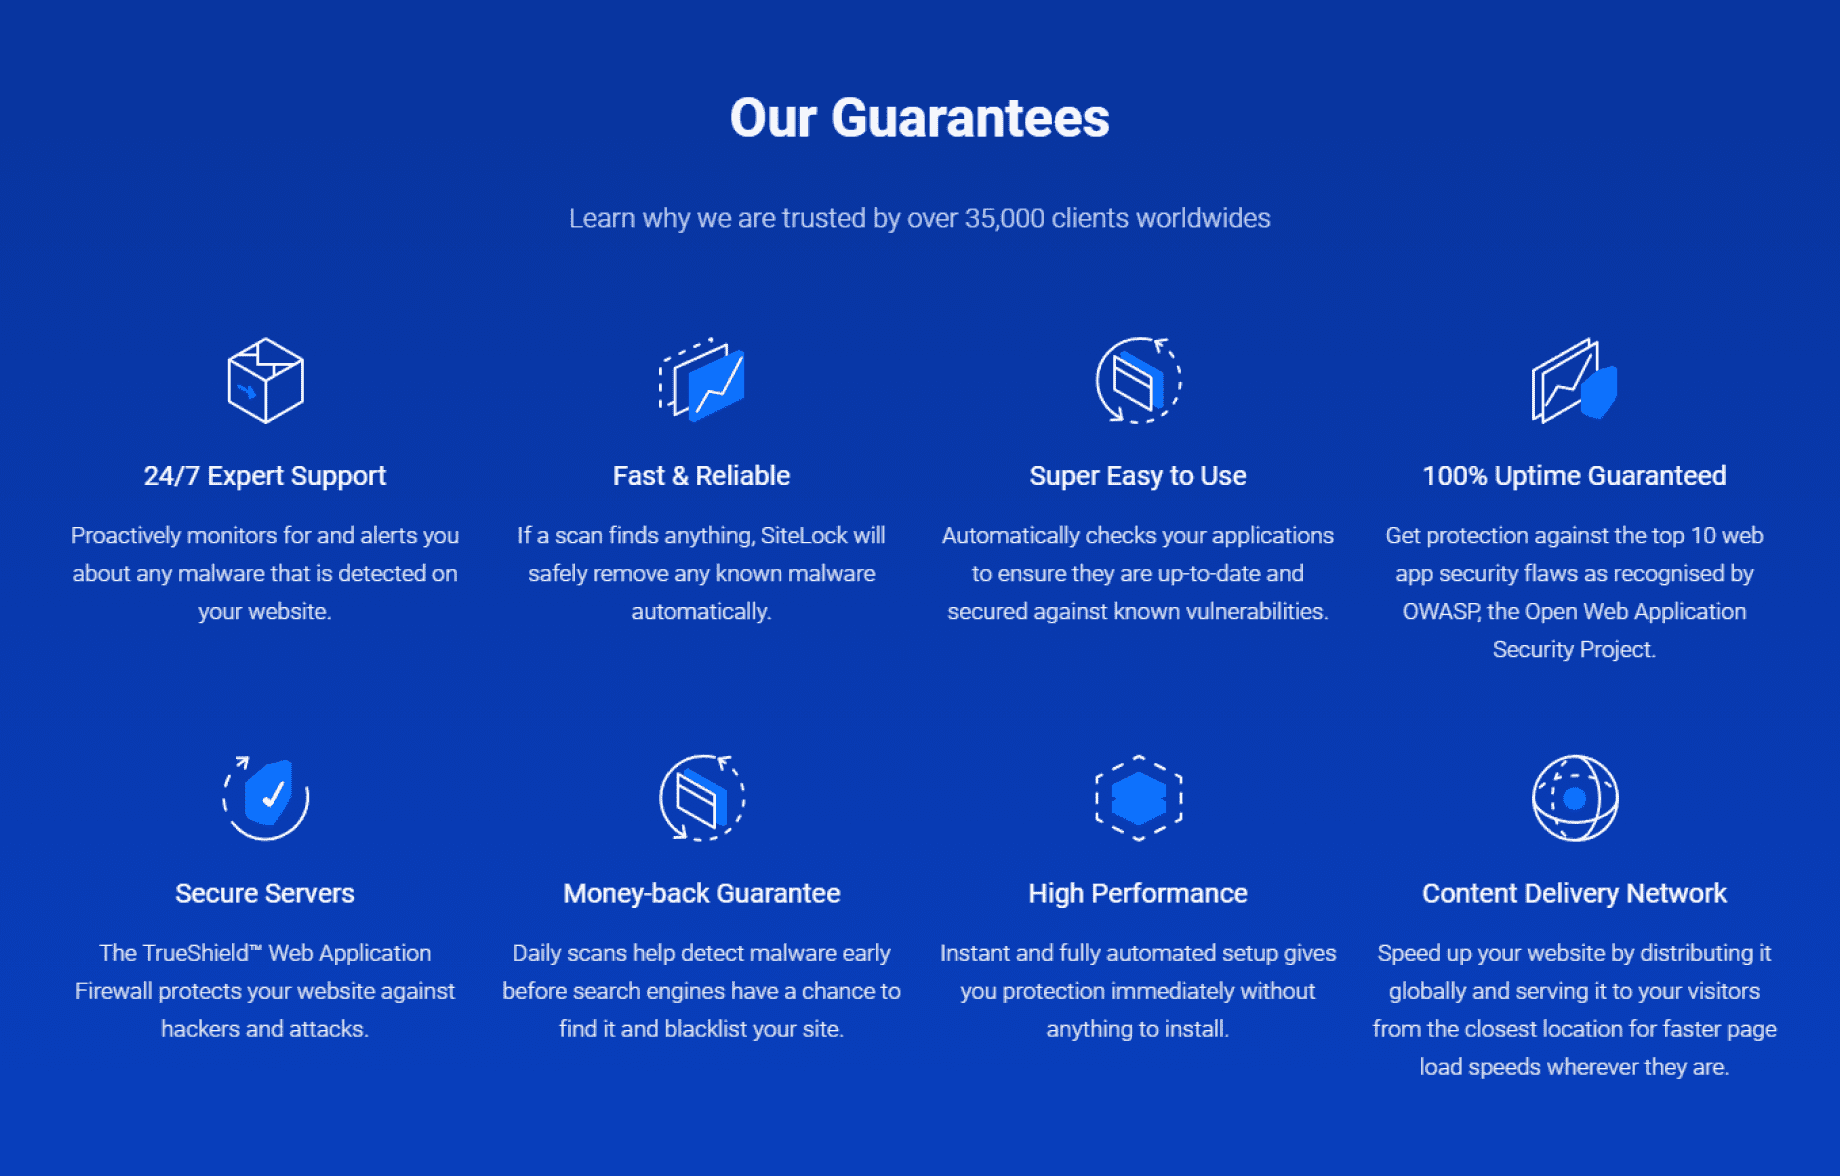 Our Guarantees
Learn why we are trusted by over 35,000 clients worldwides
24/7 Expert Support
Proactively monitors for and alerts you
about any malware that is detected on
your website.
Fast & Reliable
If a scan finds anything, SiteLock will
safely remove any known malware
automatically.
Super Easy to Use
Automatically checks your applications
to ensure they are up-to-date and
secured against known vulnerabilities.
100% Uptime Guaranteed
Get protection against the top 10 web
app security flaws as recognised by
OWASP, the Open Web Application
Security Project.
Secure Servers
The TrueShield™ Web Application
Firewall protects your website against
hackers and attacks.
Money-back Guarantee
Daily scans help detect malware early
before search engines have a chance to
find it and blacklist your site.
High Performance
Instant and fully automated setup gives
you protection immediately without
anything to install.
Content Delivery Network
Speed up your website by distributing it
globally and serving it to your visitors
from the closest location for faster page
load speeds wherever they are.